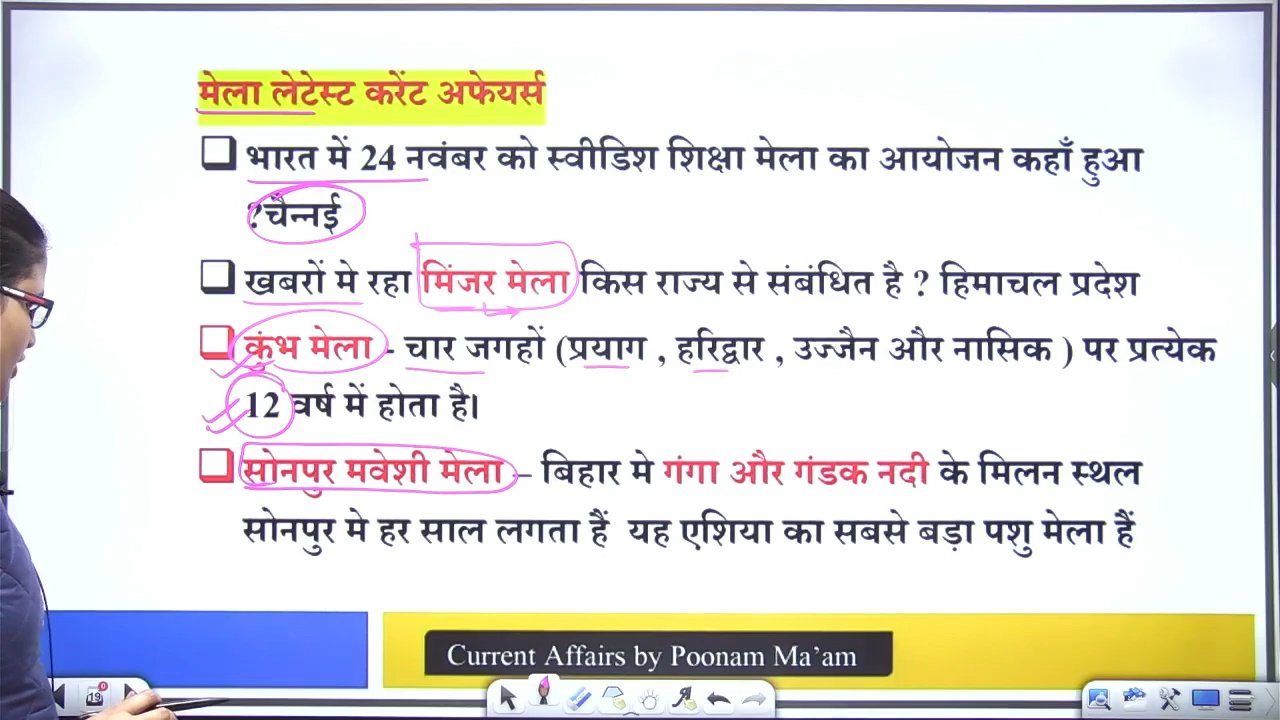 मेला लेटेस्ट करेंट अफेयर्स
भारत में 24 नवंबर को स्वीडिश शिक्षा मेला का आयोजन कहाँ हुआ
?चैन्नई
खबरों मे रहा मिंजर मेला किस राज्य से संबंधित है ? हिमाचल प्रदेश
कुंभ मेला - चार जगहों (प्रयाग , हरिद्वार , उज्जैन और नासिक ) पर प्रत्येक
12 वर्ष में होता है।
सोनपुर मवेशी मेला – बिहार मे गंगा और गंडक नदी के मिलन स्थल
सोनपुर मे हर साल लगता हैं यह एशिया का सबसे बड़ा पशु मेला हैं
Current Affairs by Poonam Ma’am
19